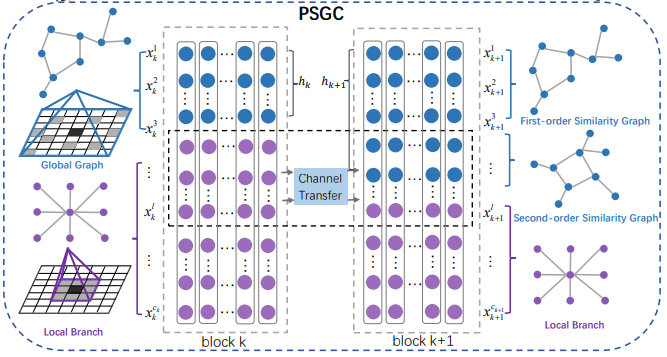 PSGC
x_k^1
x_k^2
x_k^3
⋮
x_k^l
⋮
x_k^{c_k}
Global Graph
Local Branch
h_k
h_{k+1}
Channel
Transfer
block k
block k+1
x_{k+1}^1
x_{k+1}^2
x_{k+1}^3
⋮
x_{k+1}^l
⋮
x_{k+1}^{c_{k+1}}
First-order Similarity Graph
Second-order Similarity Graph
Local Branch